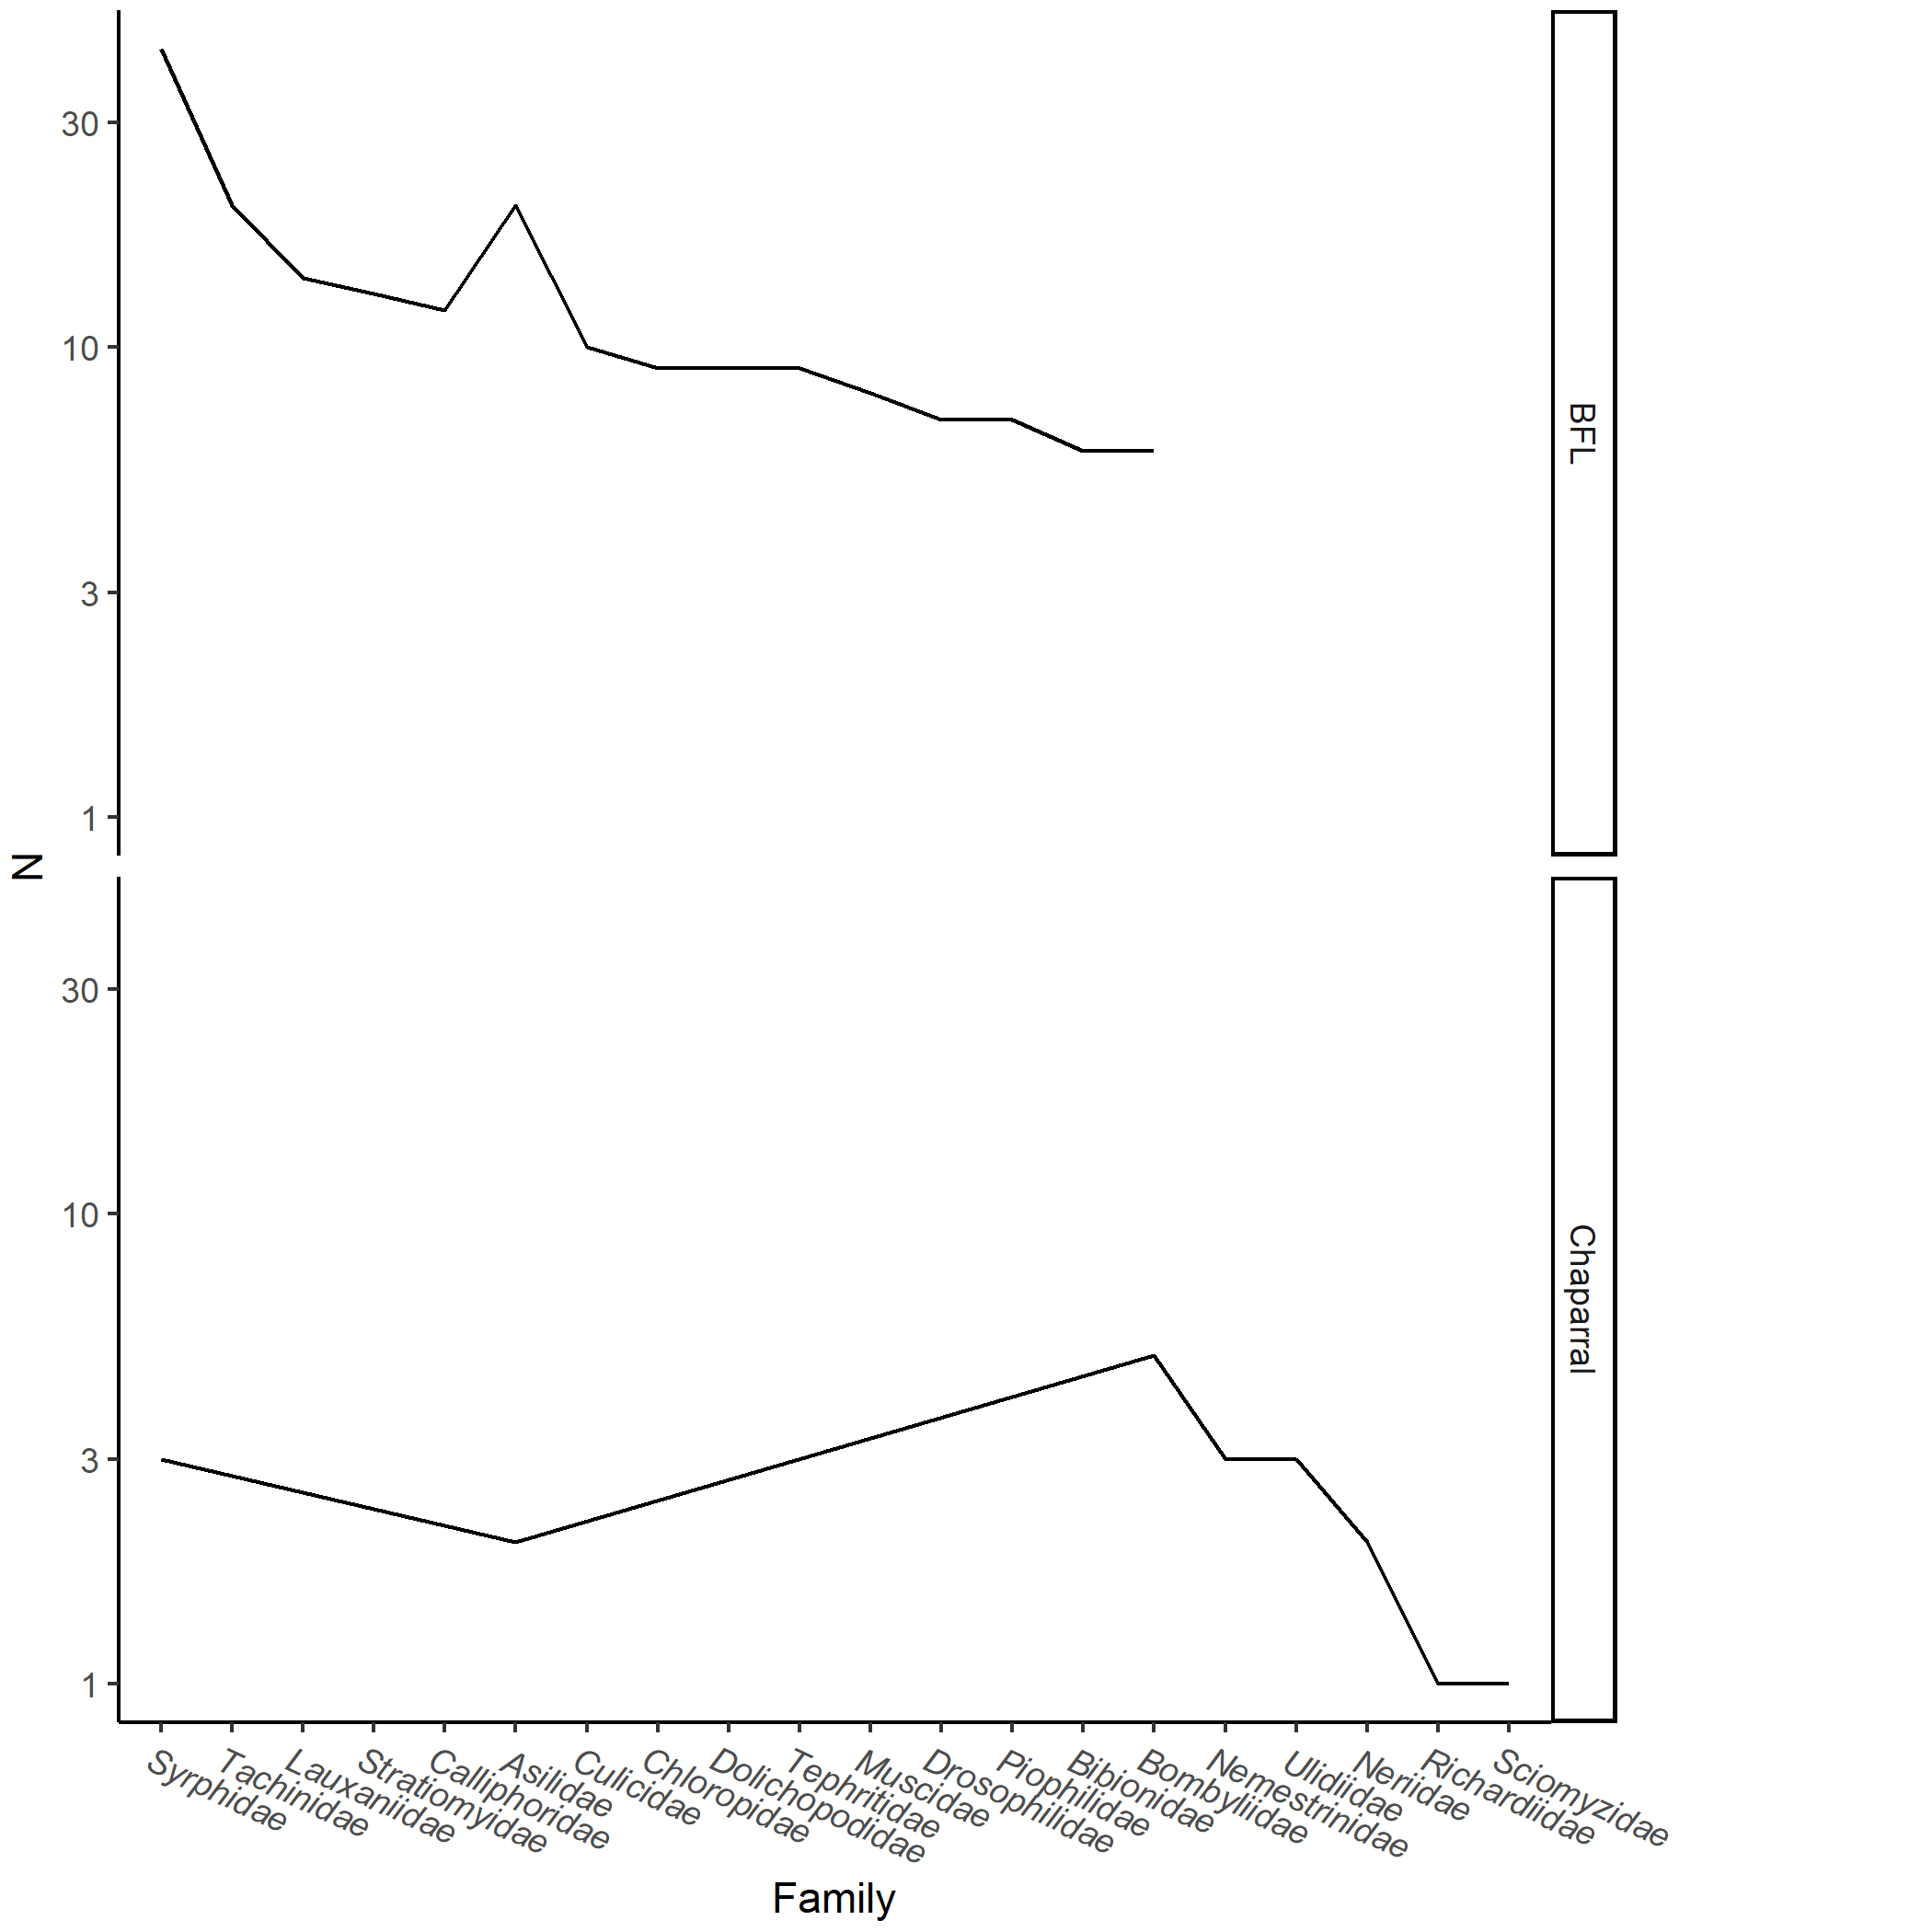 30
10
3
1
BFL
N
30
10
3
1
Chaparral
Syrphidae
Tachinidae
Lauxaniidae
Stratiomyidae
Calliphoridae
Asilidae
Culicidae
Chloropidae
Dolichopodidae
Tephritidae
Muscidae
Drosophilidae
Piophilidae
Bibionidae
Bombyliidae
Nemestrinidae
Ulidiidae
Neriidae
Richardiidae
Sciomyzidae
Family